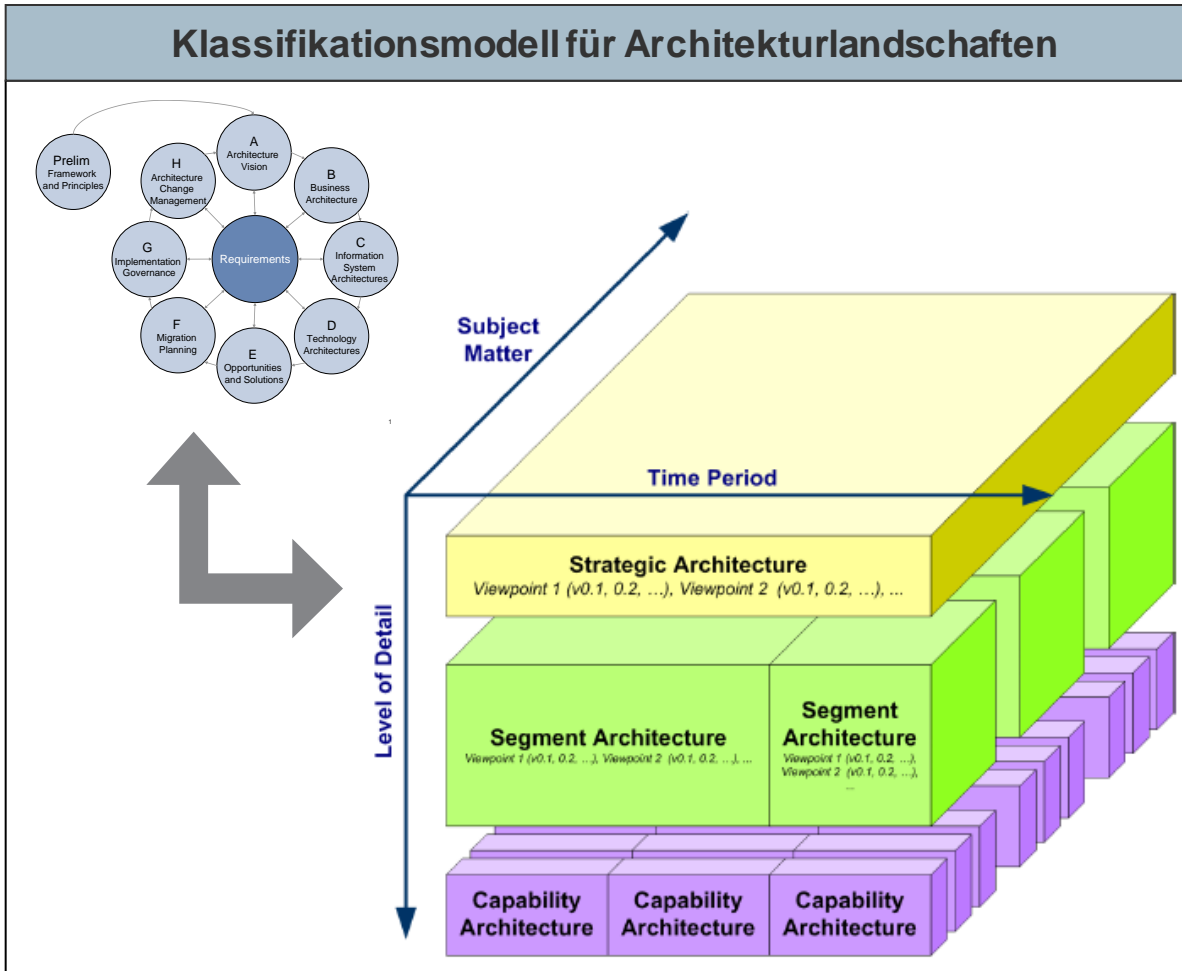 Klassifikationsmodell für Architekturlandschaften
Prelim
Framework
and Principles
A
Architecture
Vision
B
Business
Architecture
C
Information
System
Architectures
D
Technology
Architectures
E
Opportunities
and Solutions
F
Migration
Planning
G
Implementation
Governance
H
Architecture
Change
Management
Requirements
1
Subject
Matter
Time Period
Level of Detail
Strategic Architecture
Viewpoint 1 (v0.1, 0.2, …), Viewpoint 2 (v0.1, 0.2, …), ...
Segment Architecture
Viewpoint 1 (v0.1, 0.2, …), Viewpoint 2 (v0.1, 0.2, …), ...
Segment
Architecture
Viewpoint 1 (v0.1, 0.2, …),
Viewpoint 2 (v0.1, 0.2, …),
...
Capability
Architecture
Capability
Architecture
Capability
Architecture